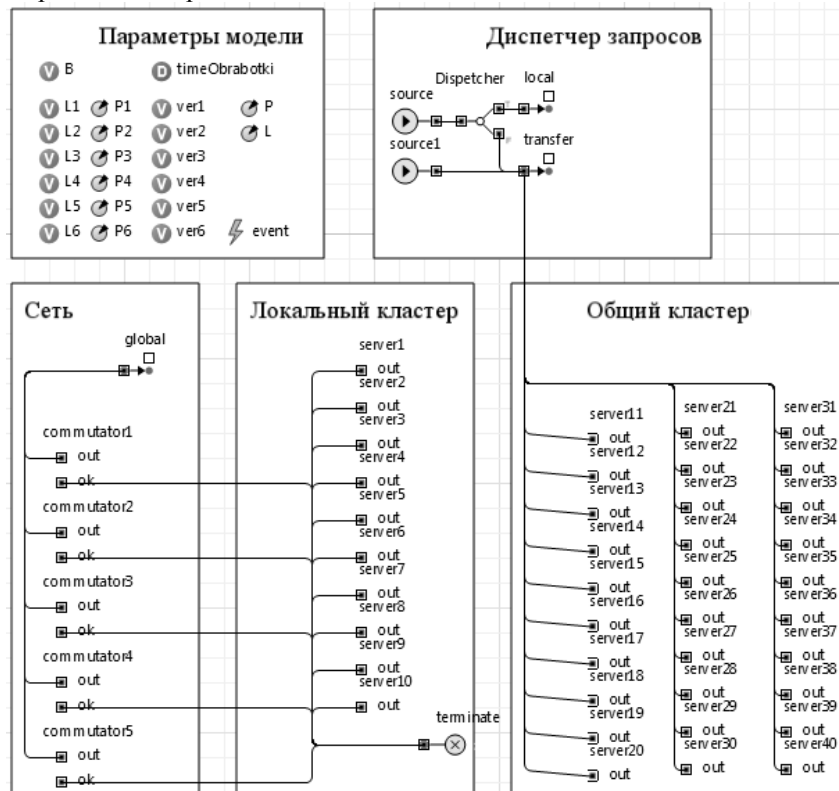 Параметры модели
B timeObrabotki
L1 P1 ver1 P
L2 P2 ver2 L
L3 P3 ver3
L4 P4 ver4
L5 P5 ver5
L6 P6 ver6 event
Диспетчер запросов
Dispetcher local
source
source1 transfer
Сеть
global
commutator1
out
ok
commutator2
out
ok
commutator3
out
ok
commutator4
out
ok
commutator5
out
ok
Локальный кластер
server1
out
server2
out
server3
out
server4
out
server5
out
server6
out
server7
out
server8
out
server9
out
server10
out
terminate
Общий кластер
server11
out
server12
out
server13
out
server14
out
server15
out
server16
out
server17
out
server18
out
server19
out
server20
out
server21
out
server22
out
server23
out
server24
out
server25
out
server26
out
server27
out
server28
out
server29
out
server30
out
server31
out
server32
out
server33
out
server34
out
server35
out
server36
out
server37
out
server38
out
server39
out
server40
out